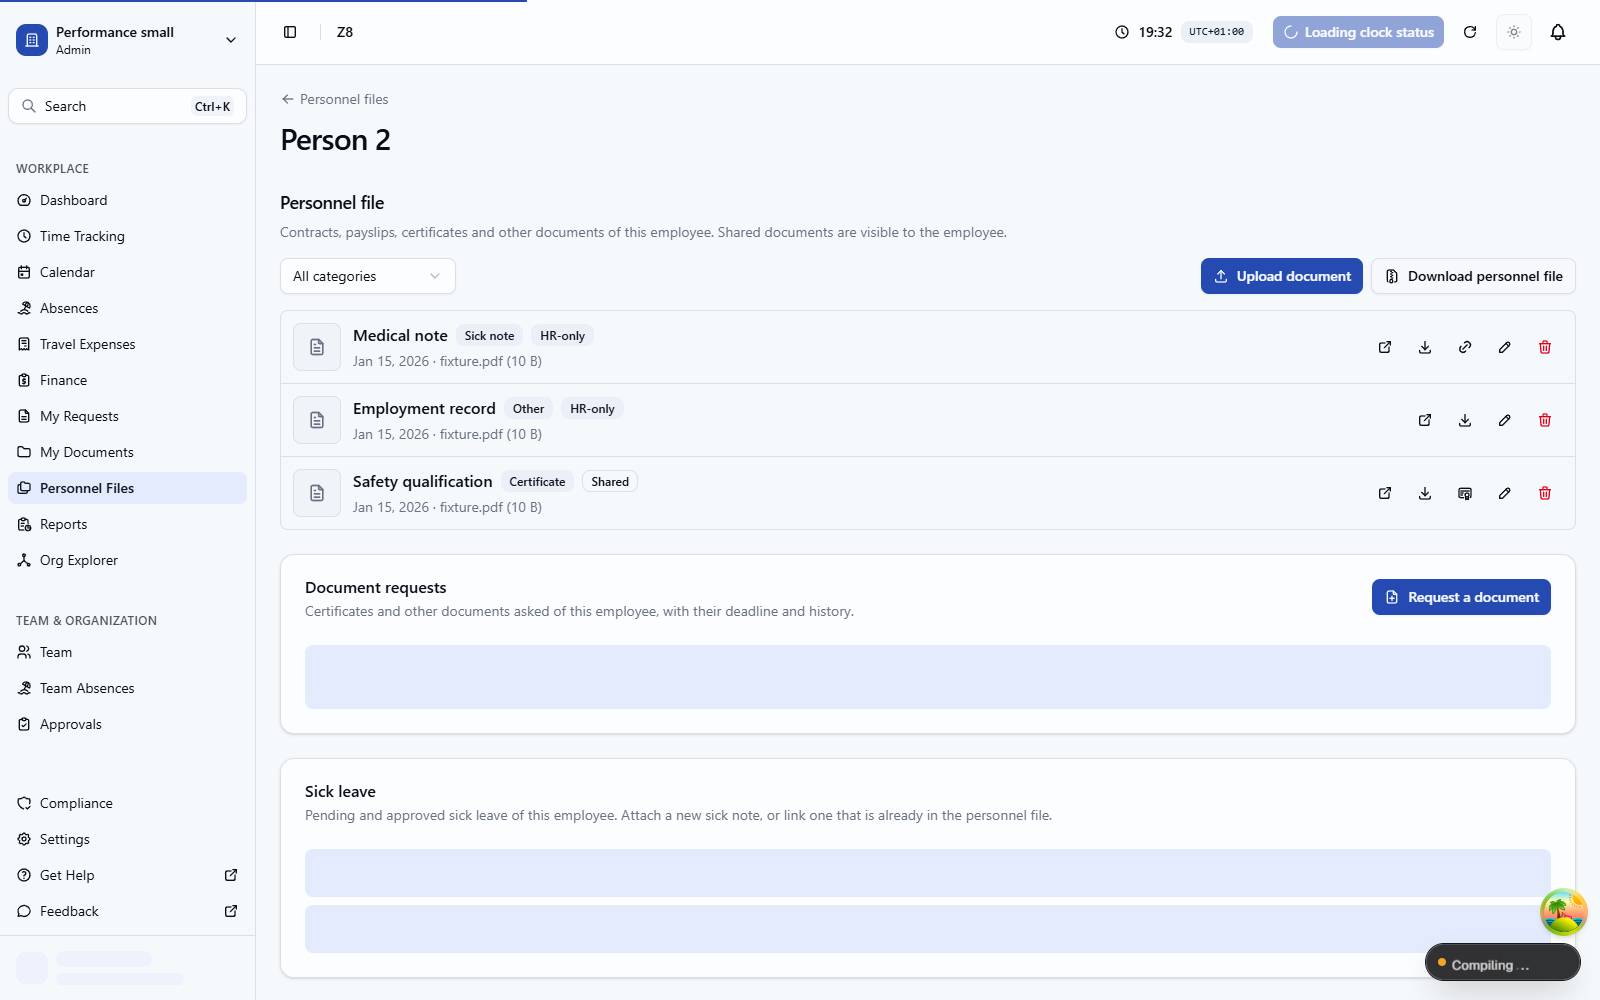 Performance small
Admin
Search
Ctrl+K
WORKPLACE
Dashboard
Time Tracking
Calendar
Absences
Travel Expenses
Finance
My Requests
My Documents
Personnel Files
Reports
Org Explorer
TEAM & ORGANIZATION
Team
Team Absences
Approvals
Compliance
Settings
Get Help
Feedback
Z8
19:32
UTC+01:00
Loading clock status
Personnel files
Person 2
Personnel file
Contracts, payslips, certificates and other documents of this employee. Shared documents are visible to the employee.
All categories
Upload document
Download personnel file
Medical note
Sick note
HR-only
Jan 15, 2026 · fixture.pdf (10 B)
Employment record
Other
HR-only
Jan 15, 2026 · fixture.pdf (10 B)
Safety qualification
Certificate
Shared
Jan 15, 2026 · fixture.pdf (10 B)
Document requests
Certificates and other documents asked of this employee, with their deadline and history.
Request a document
Sick leave
Pending and approved sick leave of this employee. Attach a new sick note, or link one that is already in the personnel file.
Compiling ...